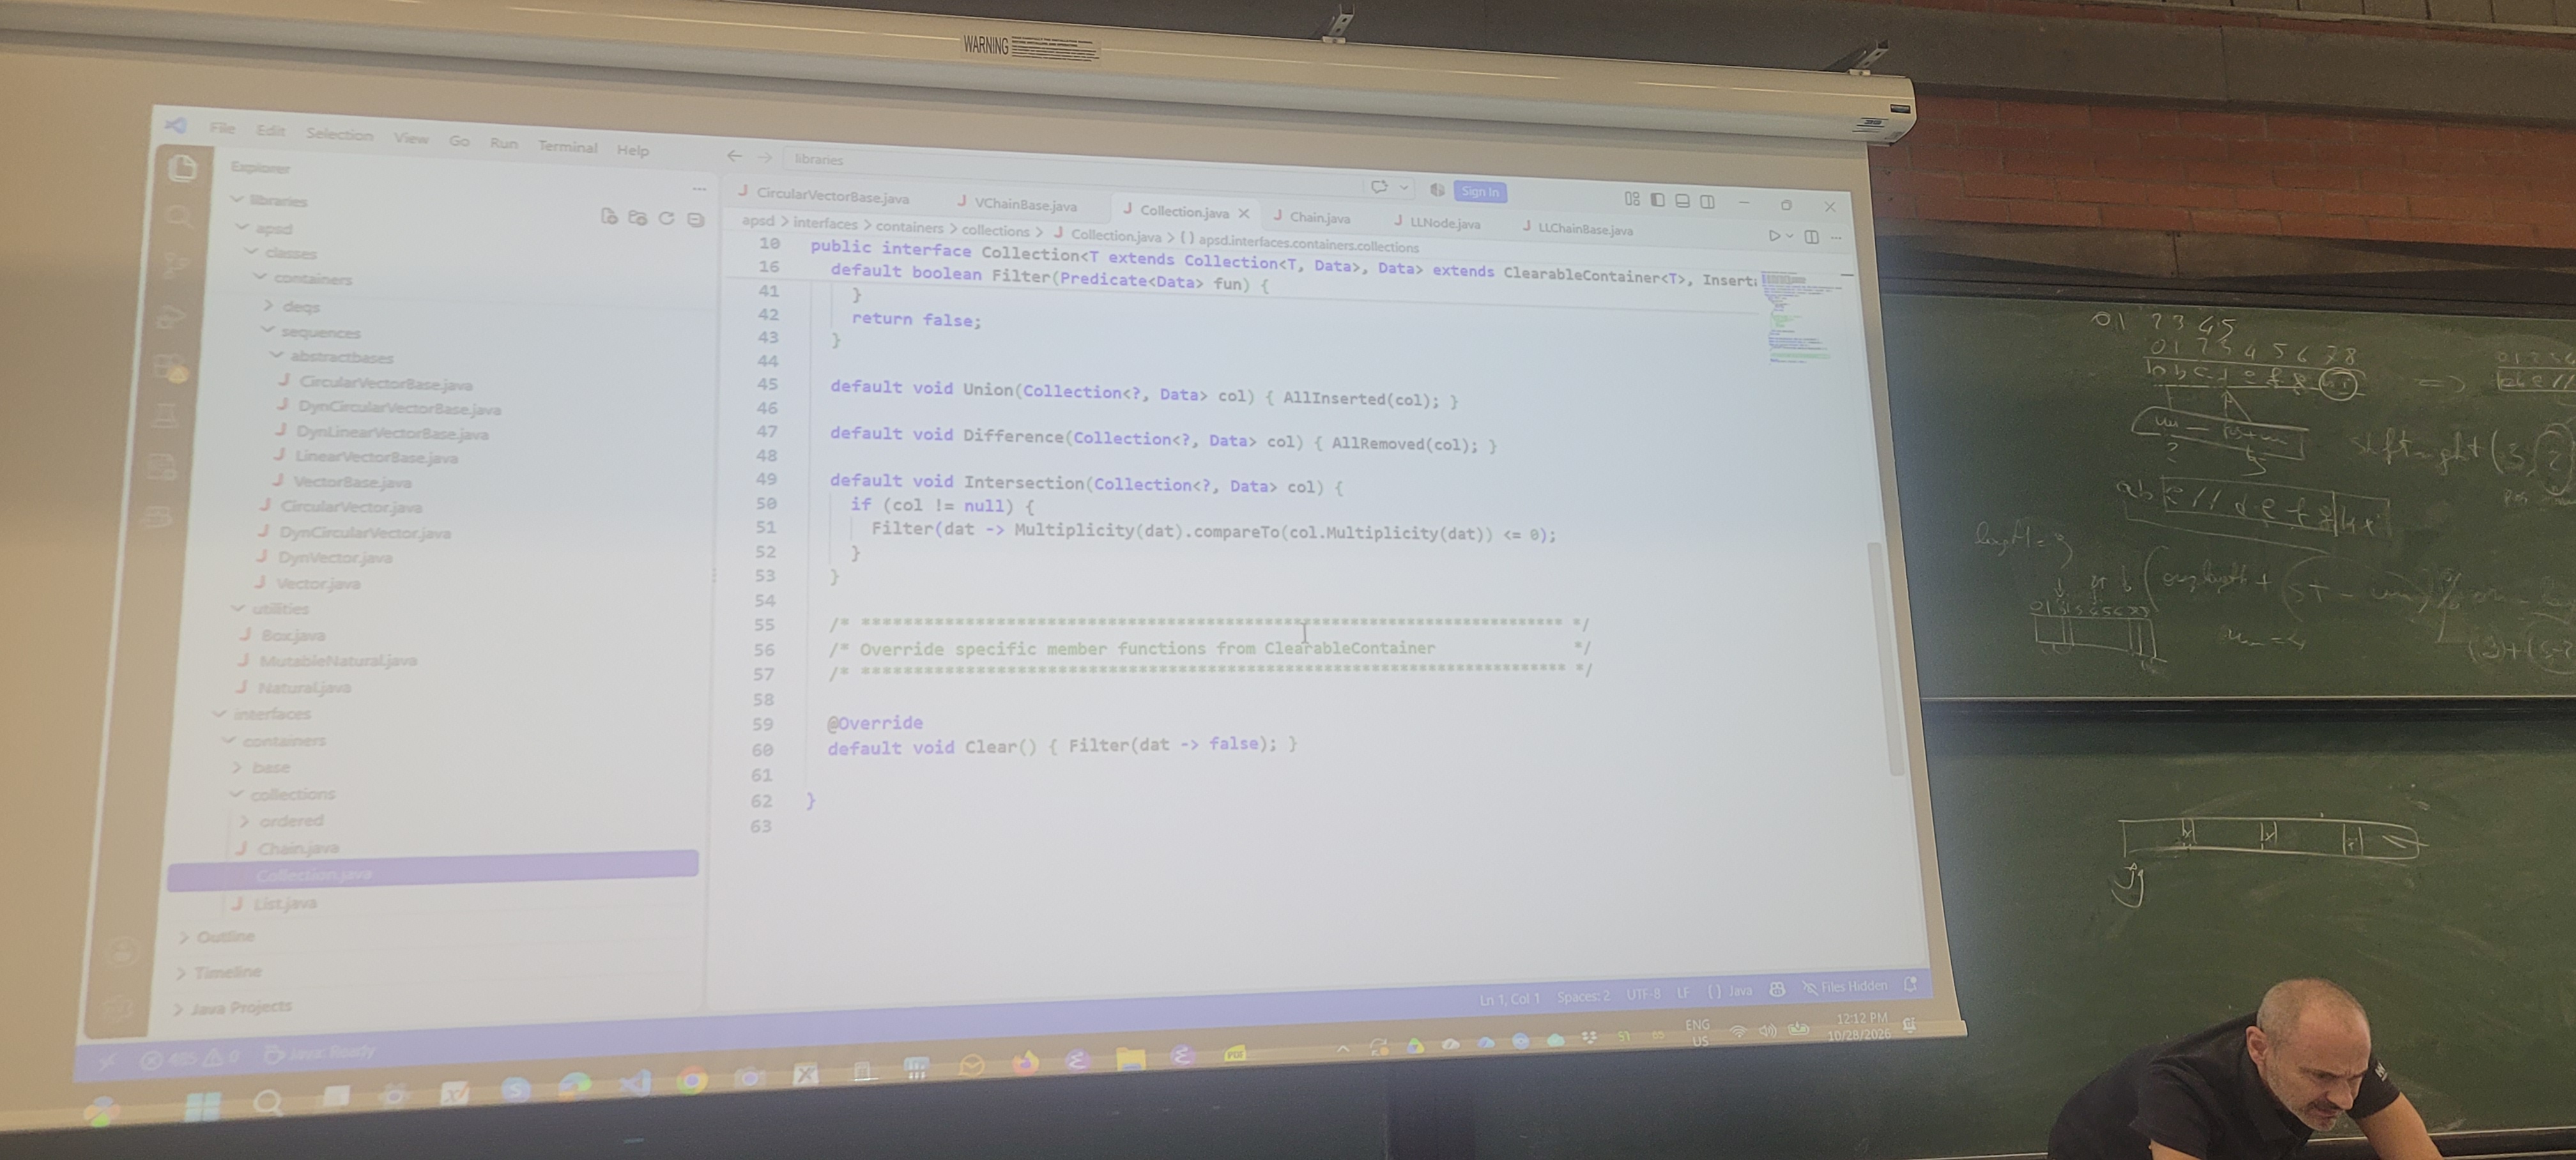 WARNING
File Edit Selection View Go Run Terminal Help
libraries
Sign In
Explorer
libraries
apsd
classes
containers
deqs
sequences
abstractbases
CircularVectorBase.java
DynCircularVectorBase.java
DynLinearVectorBase.java
LinearVectorBase.java
VectorBase.java
CircularVector.java
DynCircularVector.java
DynVector.java
Vector.java
utilities
Box.java
MutableNatural.java
Natural.java
interfaces
containers
base
collections
ordered
Chain.java
Collection.java
List.java
Outline
Timeline
Java Projects
CircularVectorBase.java VChainBase.java Collection.java Chain.java LLNode.java LLChainBase.java
apsd > interfaces > containers > collections > Collection.java > {} apsd.interfaces.containers.collections
10 public interface Collection<T extends Collection<T, Data>, Data> extends ClearableContainer<T>, Insert
16 default boolean Filter(Predicate<Data> fun) {
41 }
42 return false;
43 }
44
45 default void Union(Collection<?, Data> col) { AllInserted(col); }
46
47 default void Difference(Collection<?, Data> col) { AllRemoved(col); }
48
49 default void Intersection(Collection<?, Data> col) {
50 if (col != null) {
51 Filter(dat -> Multiplicity(dat).compareTo(col.Multiplicity(dat)) <= 0);
52 }
53 }
54
55 /* ************************************************************************ */
56 /* Override specific member functions from ClearableContainer */
57 /* ************************************************************************ */
58
59 @Override
60 default void Clear() { Filter(dat -> false); }
61
62 }
63
Ln 1, Col 1 Spaces: 2 UTF-8 LF {} Java Files Hidden
Java: Ready
ENG
US
12:12 PM
10/28/2026